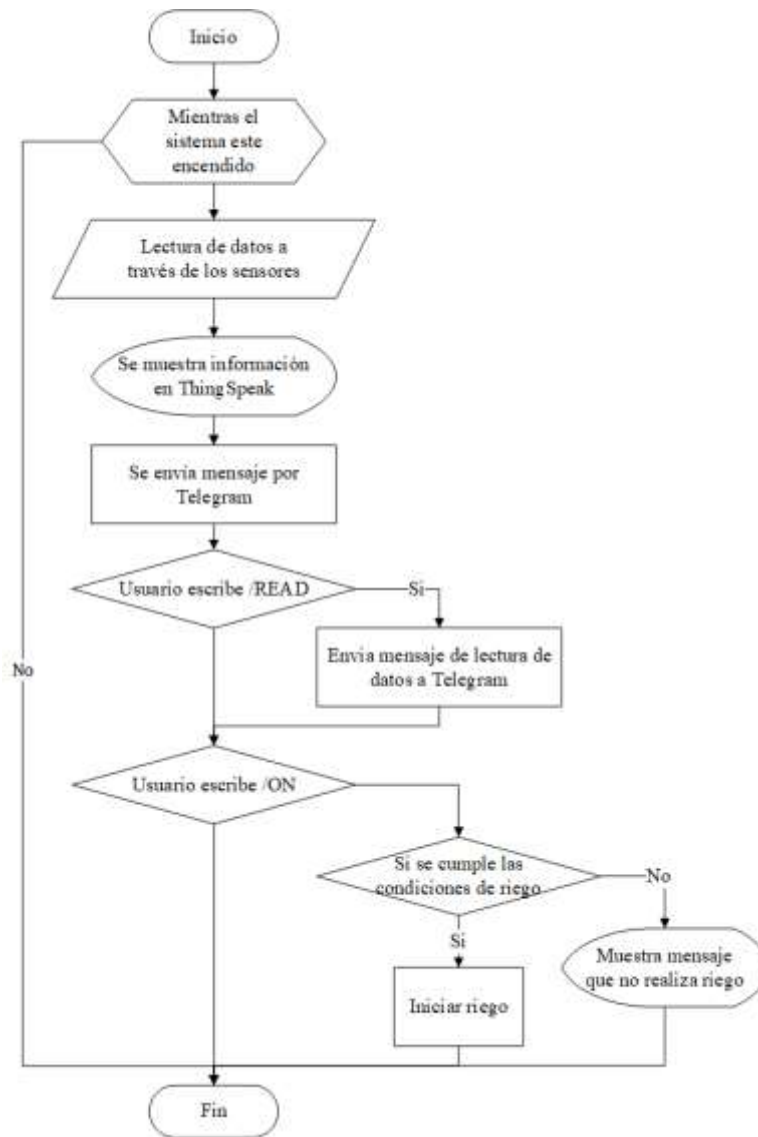 Inicio
Mientras el
sistema este
encendido
Lectura de datos a
través de los sensores
Se muestra información
en ThingSpeak
Se envía mensaje por
Telegram
Usuario escribe /READ
Si
Envia mensaje de lectura de
datos a Telegram
No
Usuario escribe /ON
Si se cumple las
condiciones de riego
No
Si
Muestra mensaje
que no realiza riego
Iniciar riego
Fin